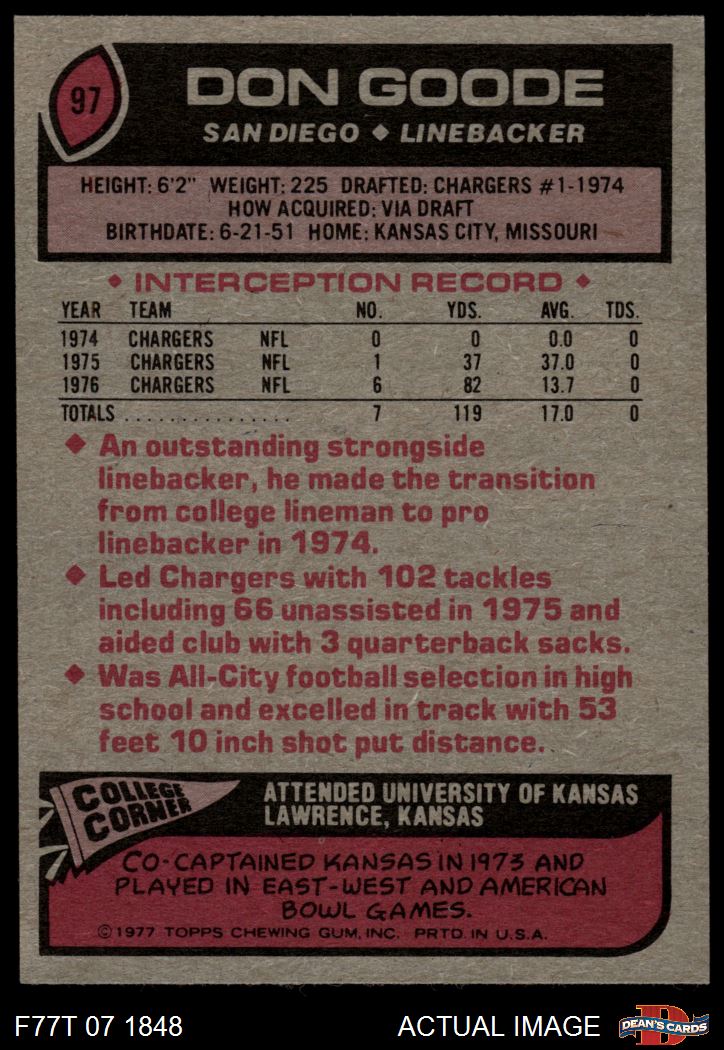 97
DON GOODE
SAN DIEGO ◆ LINEBACKER
HEIGHT: 6'2" WEIGHT: 225 DRAFTED: CHARGERS #1-1974
HOW ACQUIRED: VIA DRAFT
BIRTHDATE: 6-21-51 HOME: KANSAS CITY, MISSOURI
◆ INTERCEPTION RECORD ◆
YEAR TEAM NO. YDS. AVG. TDS.
1974 CHARGERS NFL 0 0 0.0 0
1975 CHARGERS NFL 1 37 37.0 0
1976 CHARGERS NFL 6 82 13.7 0
TOTALS ................ 7 119 17.0 0
◆ An outstanding strongside
linebacker, he made the transition
from college lineman to pro
linebacker in 1974.
◆ Led Chargers with 102 tackles
including 66 unassisted in 1975 and
aided club with 3 quarterback sacks.
◆ Was All-City football selection in high
school and excelled in track with 53
feet 10 inch shot put distance.
COLLEGE
CORNER
ATTENDED UNIVERSITY OF KANSAS
LAWRENCE, KANSAS
CO-CAPTAINED KANSAS IN 1973 AND
PLAYED IN EAST-WEST AND AMERICAN
BOWL GAMES.
©1977 TOPPS CHEWING GUM, INC. PRTD. IN U.S.A.
F77T 07 1848 ACTUAL IMAGE
D
DEAN'S CARDS